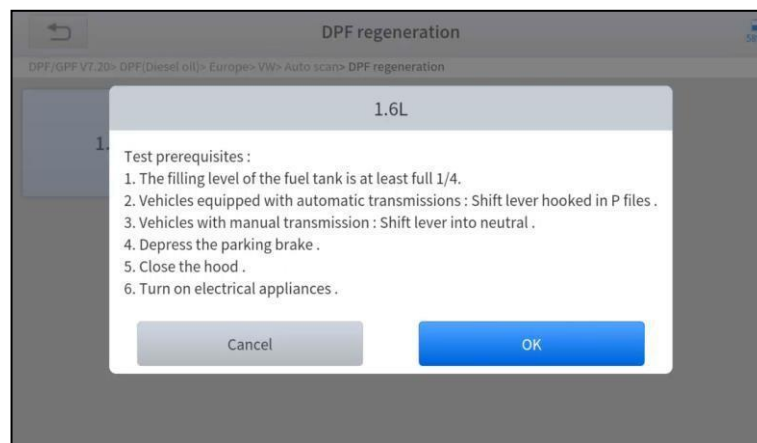 DPF regeneration
DPF/GPF V7.20> DPF(Diesel oil)> Europe> VW> Auto scan> DPF regeneration
1.6L
Test prerequisites :
1. The filling level of the fuel tank is at least full 1/4.
2. Vehicles equipped with automatic transmissions : Shift lever hooked in P files .
3. Vehicles with manual transmission : Shift lever into neutral .
4. Depress the parking brake .
5. Close the hood .
6. Turn on electrical appliances .
Cancel
OK